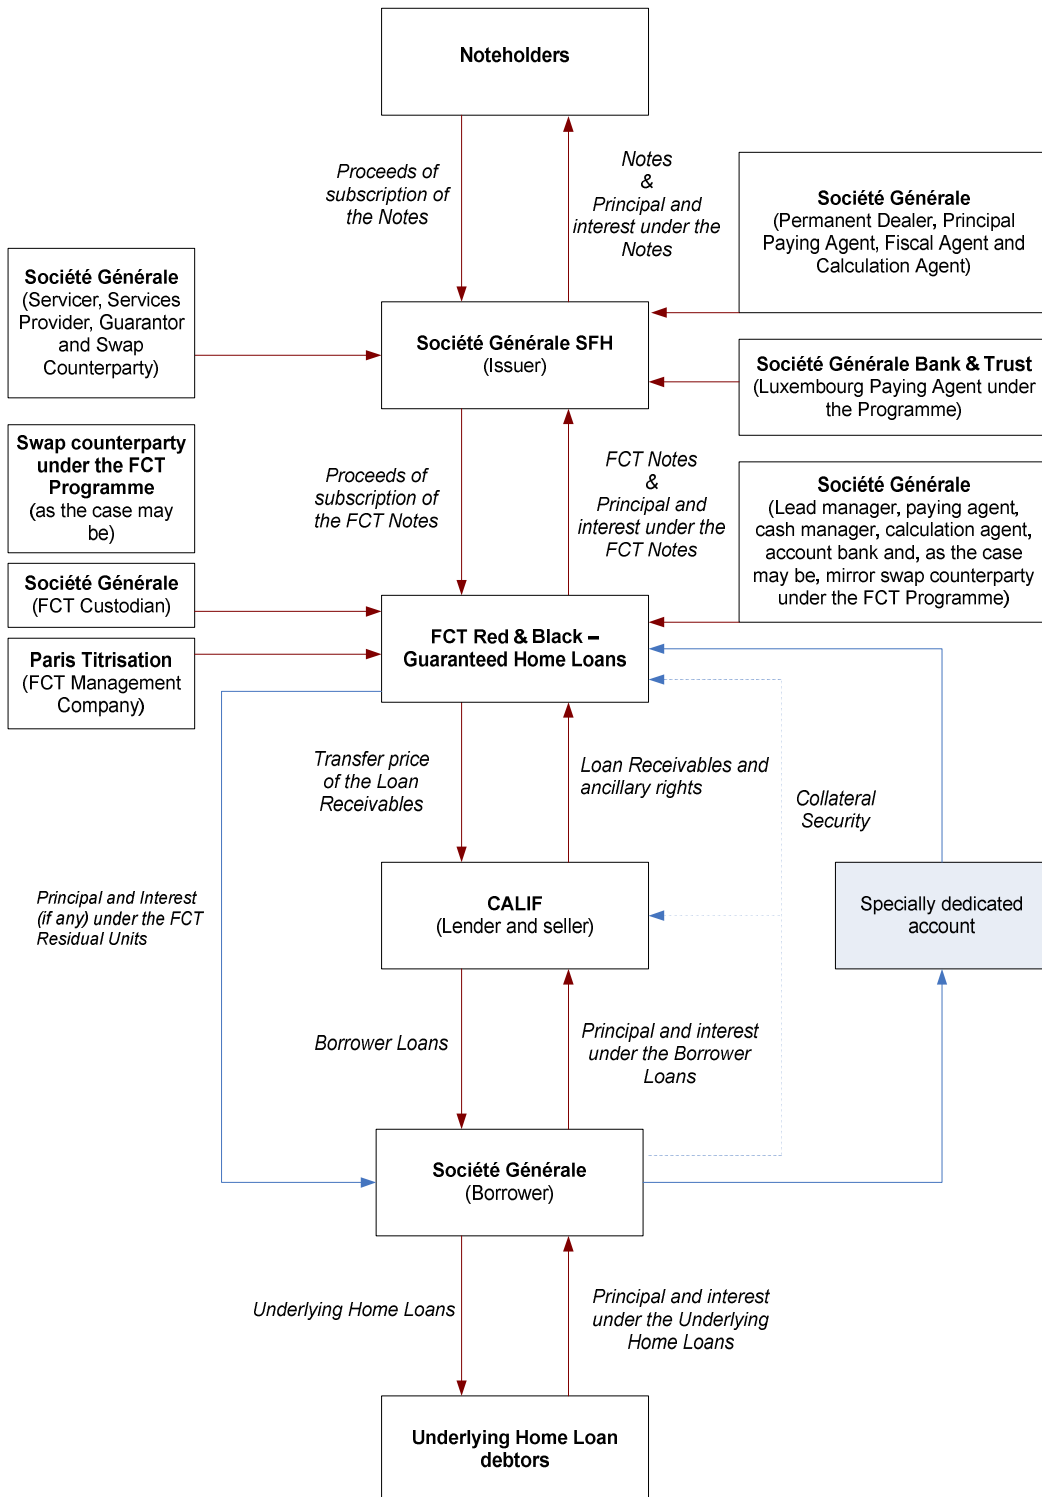 Noteholders
Proceeds of
subscription of
the Notes
Notes
&
Principal and
interest under the
Notes
Société Générale
(Permanent Dealer, Principal
Paying Agent, Fiscal Agent and
Calculation Agent)
Société Générale
(Servicer, Services
Provider, Guarantor
and Swap
Counterparty)
Société Générale SFH
(Issuer)
Société Générale Bank & Trust
(Luxembourg Paying Agent under
the Programme)
Swap counterparty
under the FCT
Programme
(as the case may
be)
Proceeds of
subscription of
the FCT Notes
FCT Notes
&
Principal and
interest under the
FCT Notes
Société Générale
(Lead manager, paying agent,
cash manager, calculation agent,
account bank and, as the case
may be, mirror swap counterparty
under the FCT Programme)
Société Générale
(FCT Custodian)
Paris Titrisation
(FCT Management
Company)
FCT Red & Black –
Guaranteed Home Loans
Transfer price
of the Loan
Receivables
Loan Receivables and
ancillary rights
Collateral
Security
Principal and Interest
(if any) under the FCT
Residual Units
CALIF
(Lender and seller)
Specially dedicated
account
Borrower Loans
Principal and interest
under the Borrower
Loans
Société Générale
(Borrower)
Underlying Home Loans
Principal and interest
under the Underlying
Home Loans
Underlying Home Loan
debtors